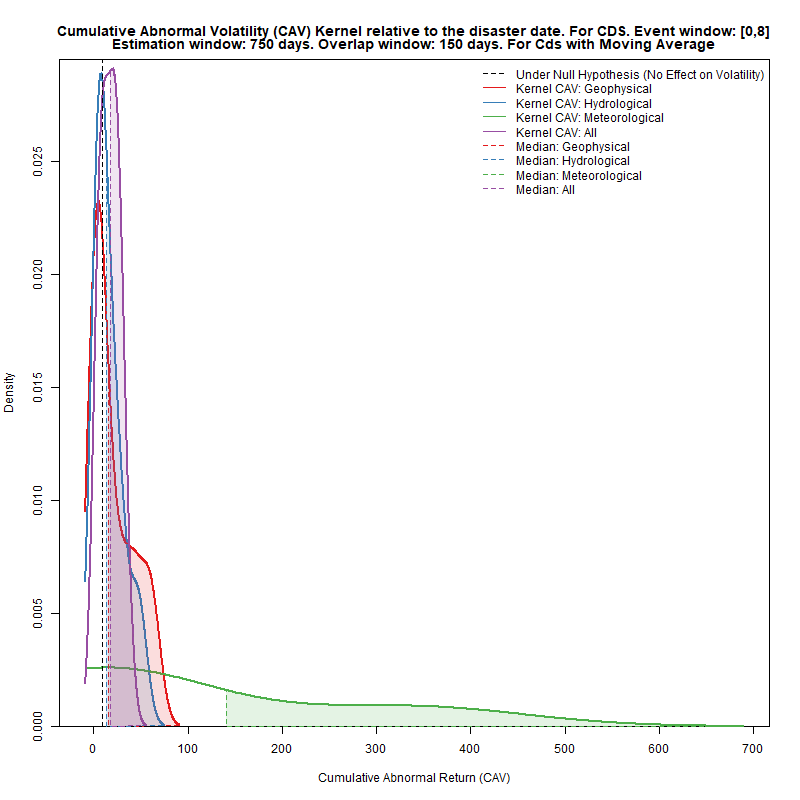 Cumulative Abnormal Volatility (CAV) Kernel relative to the disaster date. For CDS. Event window: [0,8]
Estimation window: 750 days. Overlap window: 150 days. For Cds with Moving Average
Under Null Hypothesis (No Effect on Volatility)
Kernel CAV: Geophysical
Kernel CAV: Hydrological
Kernel CAV: Meteorological
Kernel CAV: All
Median: Geophysical
Median: Hydrological
Median: Meteorological
Median: All
Density
0.025
0.020
0.015
0.010
0.005
0.000
0 100 200 300 400 500 600 700
Cumulative Abnormal Return (CAV)